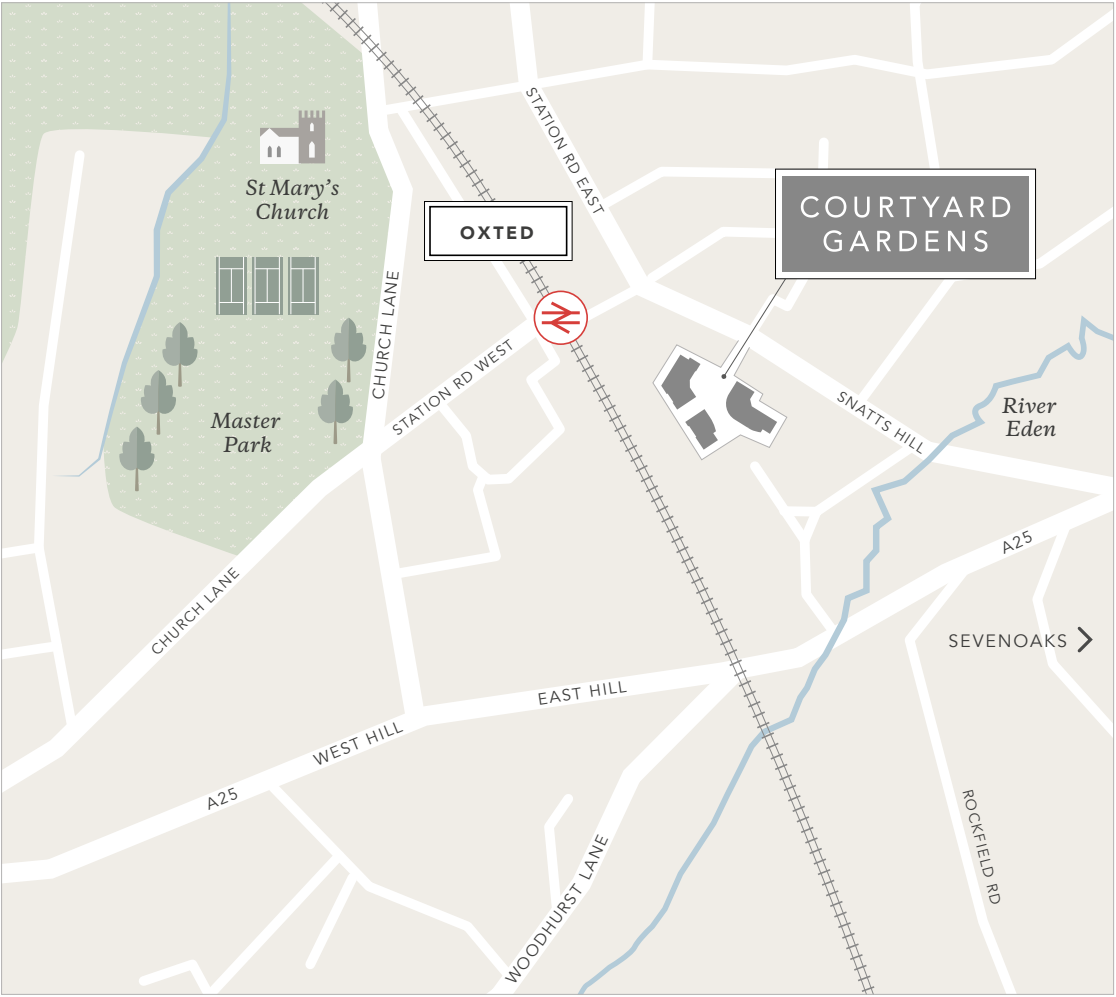 STATION RD EAST
St Mary's
Church
OXTED
COURTYARD
GARDENS
CHURCH LANE
STATION RD WEST
SNATTS HILL
River
Eden
Master
Park
A25
CHURCH LANE
SEVENOAKS
EAST HILL
WEST HILL
A25
ROCKFIELD RD
WOODHURST LANE